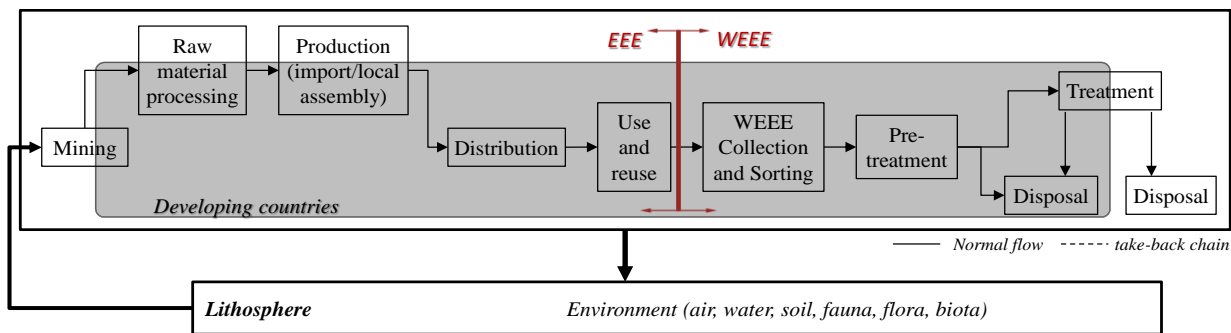 EEE
WEEE
Raw
material
processing
Production
(import/local
assembly)
Mining
Distribution
Use
and
reuse
WEEE
Collection
and Sorting
Pre-
treatment
Treatment
Disposal
Disposal
Developing countries
Normal flow
take-back chain
Lithosphere
Environment (air, water, soil, fauna, flora, biota)